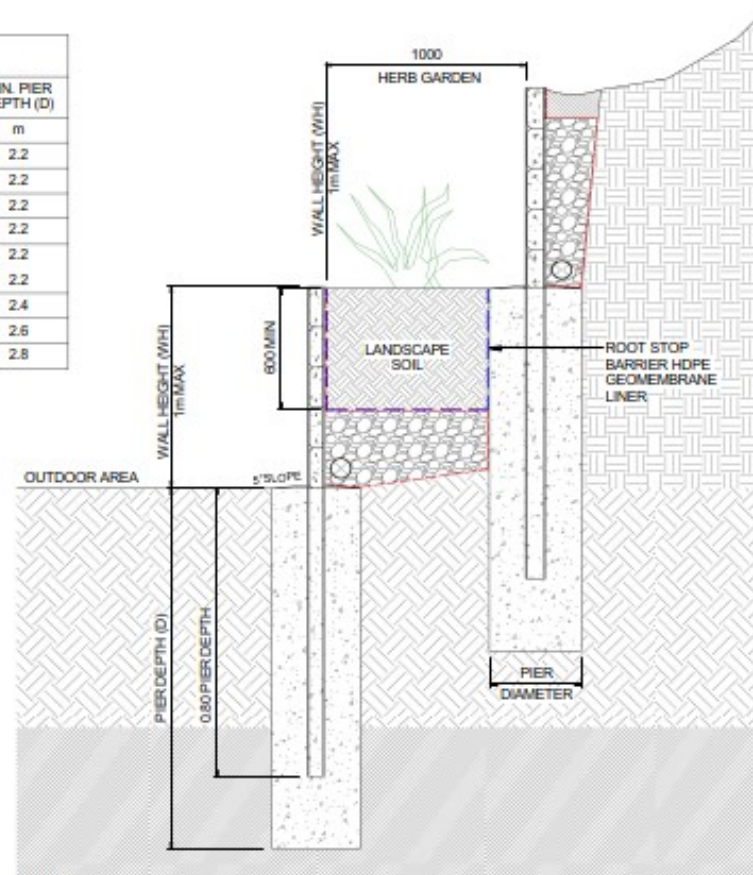 IN. PIER
EPTH (D)
m
2.2
2.2
2.2
2.2
2.2
2.2
2.4
2.6
2.8
1000
HERB GARDEN
WALL HEIGHT (WH)
1m MAX
WALL HEIGHT (WH)
1m MAX
600 MIN
LANDSCAPE
SOIL
ROOT STOP
BARRIER HDPE
GEOMEMBRANE
LINER
OUTDOOR AREA
5°SLOPE
PIER DEPTH (D)
0.80 PIER DEPTH
PIER
DIAMETER